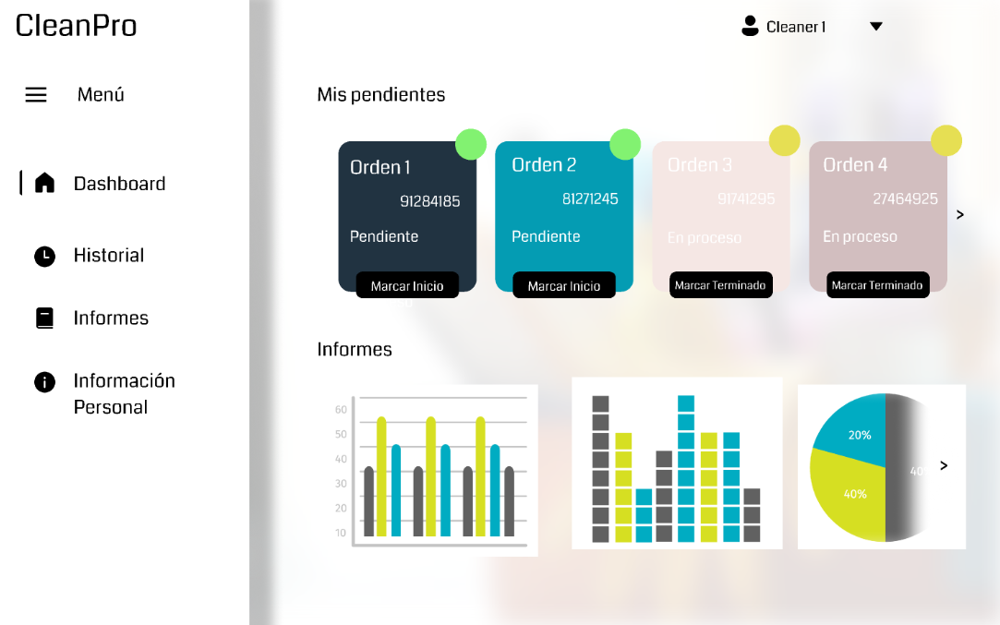 CleanPro
Cleaner 1
Menú
Dashboard
Historial
Informes
Información
Personal
Mis pendientes
Orden 1
91284185
Pendiente
Marcar Inicio
Orden 2
81271245
Pendiente
Marcar Inicio
Orden 3
91741295
En proceso
Marcar Terminado
Orden 4
27464925
En proceso
Marcar Terminado
>
Informes
60
50
40
30
20
10
20%
40%
>